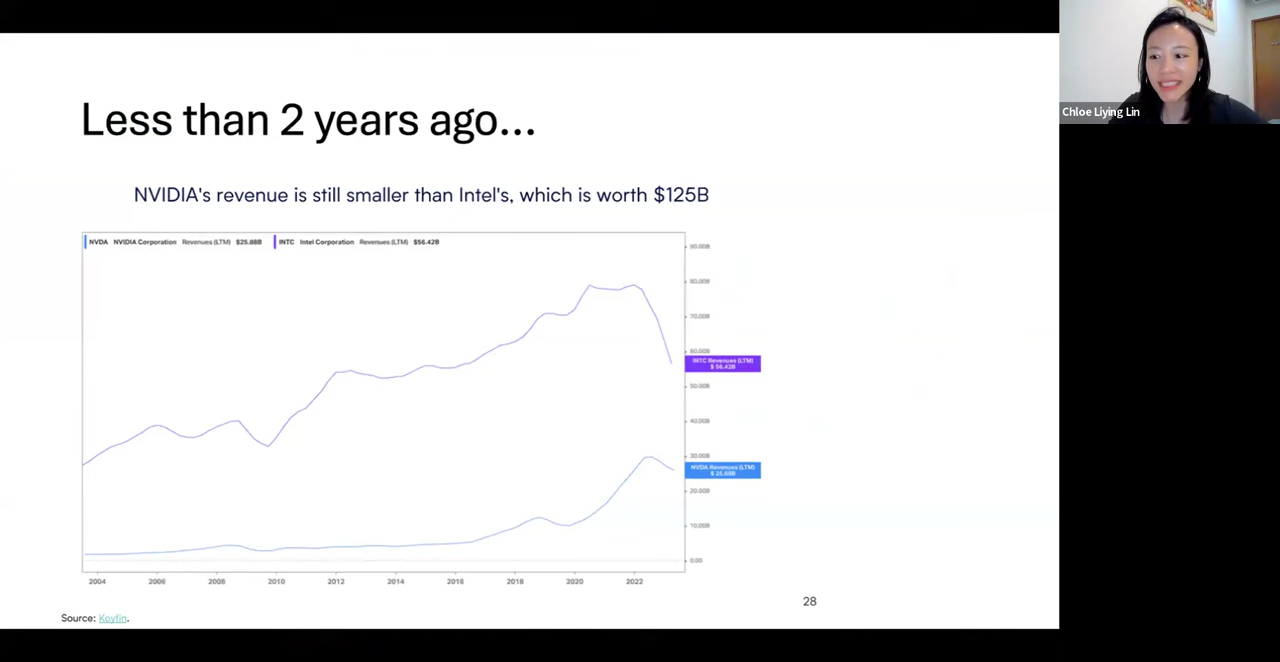 Less than 2 years ago...
NVIDIA's revenue is still smaller than Intel's, which is worth $125B
NVDA NVIDIA Corporation Revenues (LTM) $25.88B INTC Intel Corporation Revenues (LTM) $56.42B
90.00B
80.00B
70.00B
60.00B
INTC Revenues (LTM)
$ 56.42B
50.00B
40.00B
30.00B
NVDA Revenues (LTM)
$ 25.88B
20.00B
10.00B
0.00
2004 2006 2008 2010 2012 2014 2016 2018 2020 2022
28
Source: Koyfin.
Chloe Liying Lin